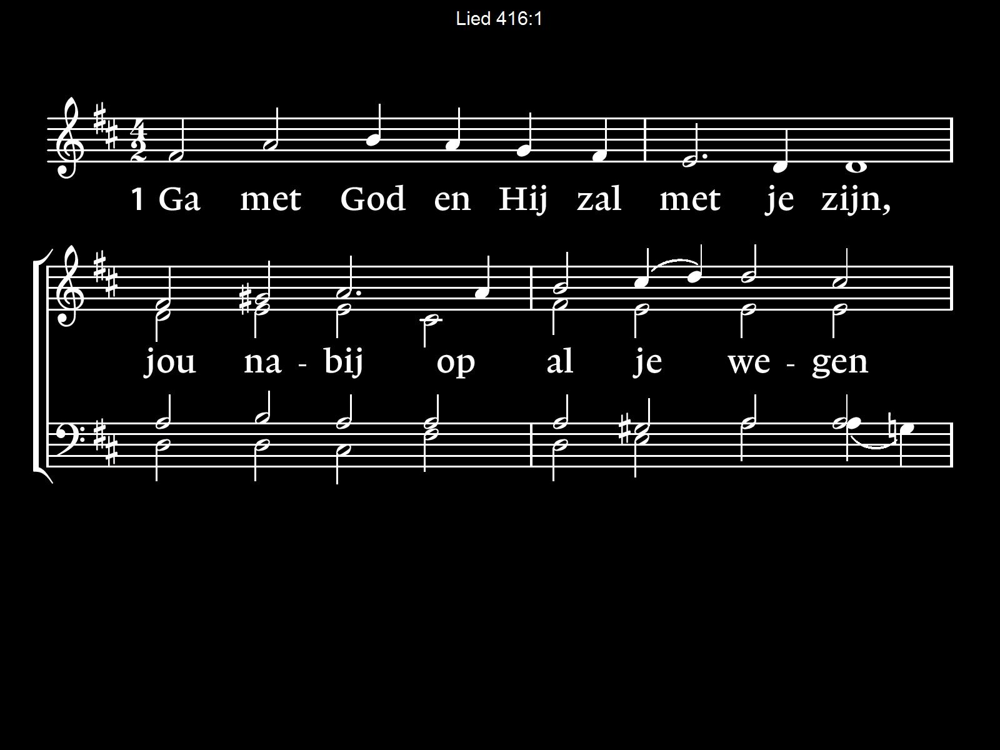 Lied 416:1
1 Ga met God en Hij zal met je zijn,
jou na - bij op al je we - gen